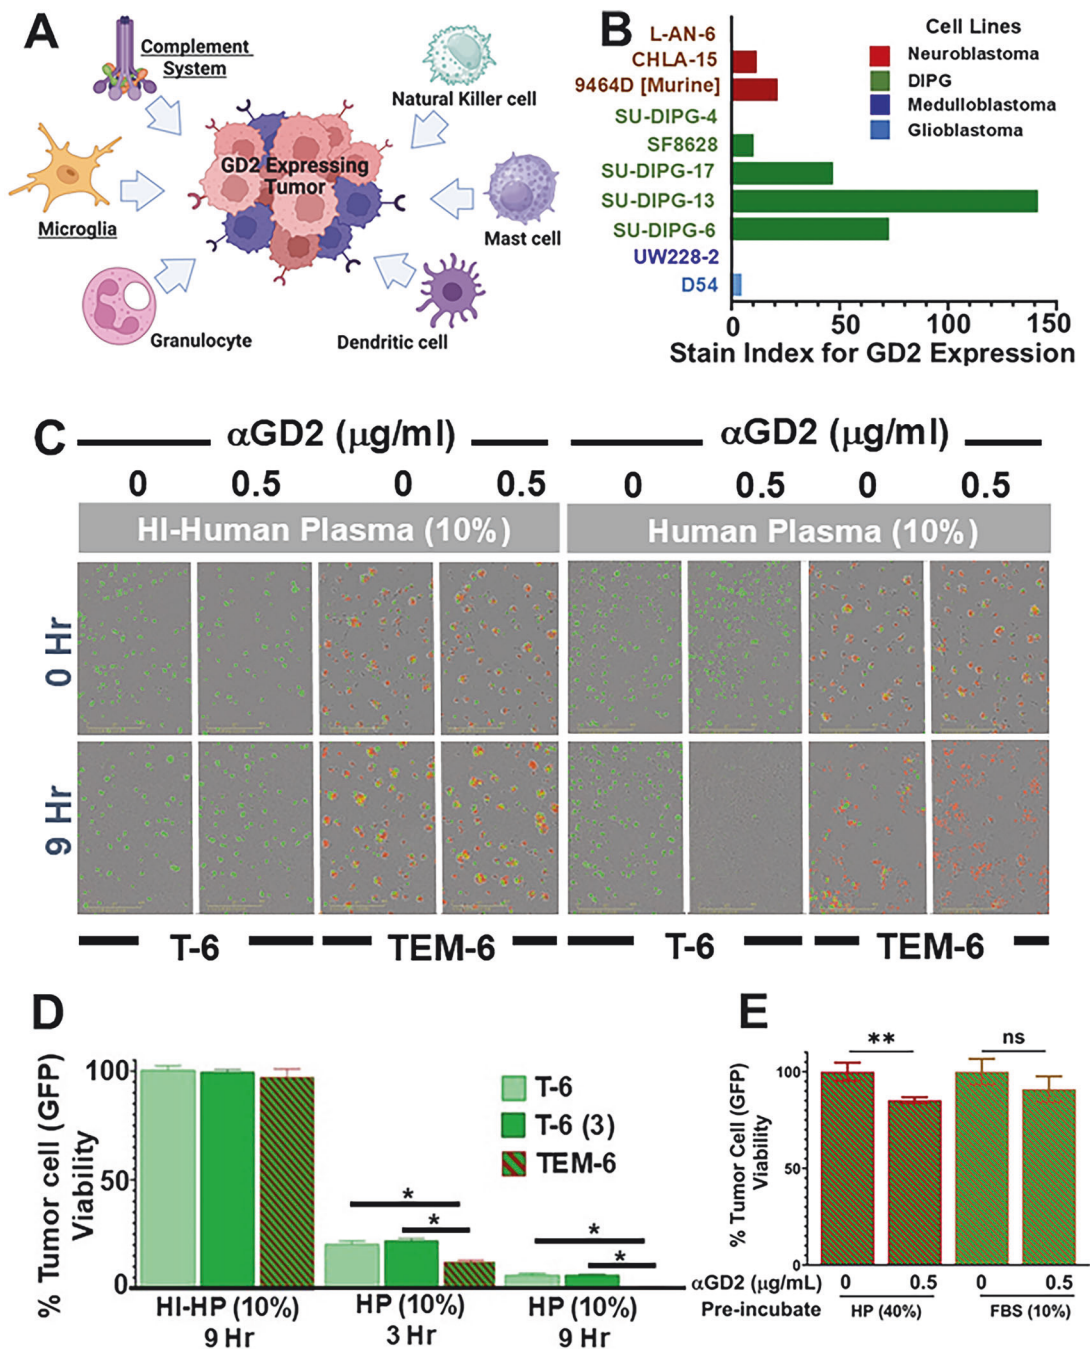 A
Complement
System
Natural Killer cell
GD2 Expressing
Tumor
Microglia
Mast cell
Granulocyte
Dendritic cell
B
Cell Lines
L-AN-6
Neuroblastoma
CHLA-15
DIPG
9464D [Murine]
Medulloblastoma
SU-DIPG-4
Glioblastoma
SF8628
SU-DIPG-17
SU-DIPG-13
SU-DIPG-6
UW228-2
D54
0 50 100 150
Stain Index for GD2 Expression
C
αGD2 (μg/ml) αGD2 (μg/ml)
0 0.5 0 0.5 0 0.5 0 0.5
HI-Human Plasma (10%) Human Plasma (10%)
0 Hr
9 Hr
T-6 TEM-6 T-6 TEM-6
D
% Tumor cell (GFP)
Viability
100
50
0
T-6
T-6 (3)
TEM-6
* *
* *
HI-HP (10%) HP (10%) HP (10%)
9 Hr 3 Hr 9 Hr
E
** ns
% Tumor Cell (GFP)
Viability
100
50
0
αGD2 (μg/mL) 0 0.5 0 0.5
Pre-incubate HP (40%) FBS (10%)